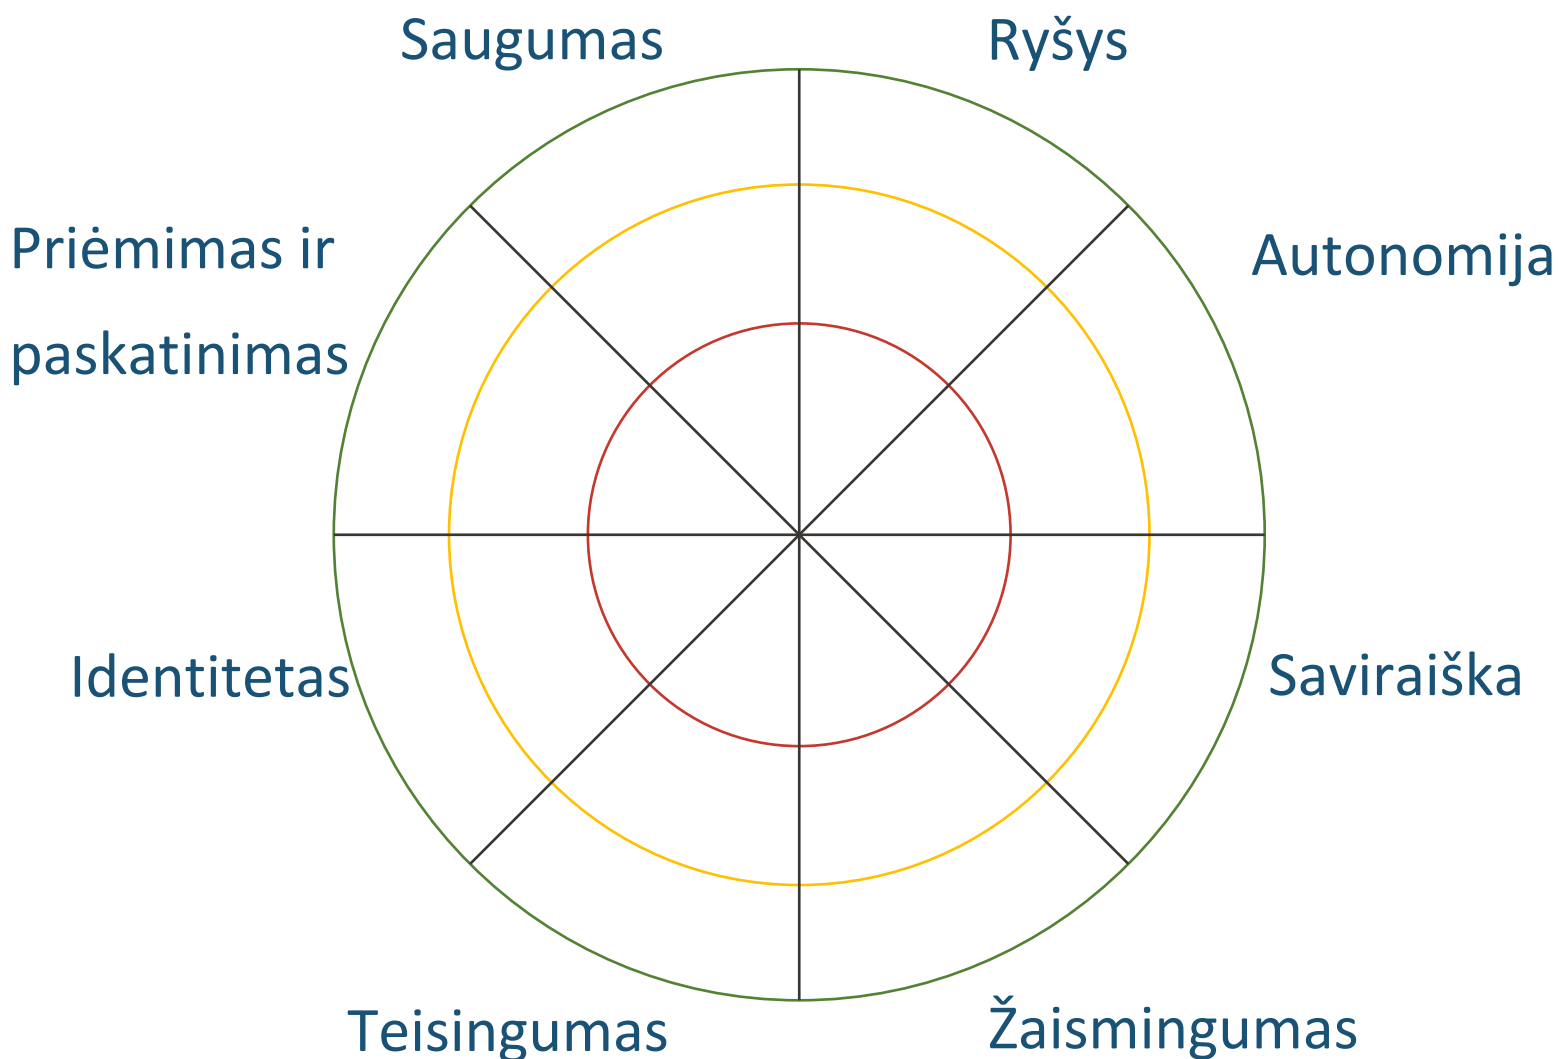 Saugumas
Ryšys
Priėmimas ir
paskatinimas
Autonomija
Identitetas
Saviraiška
Teisingumas
Žaismingumas